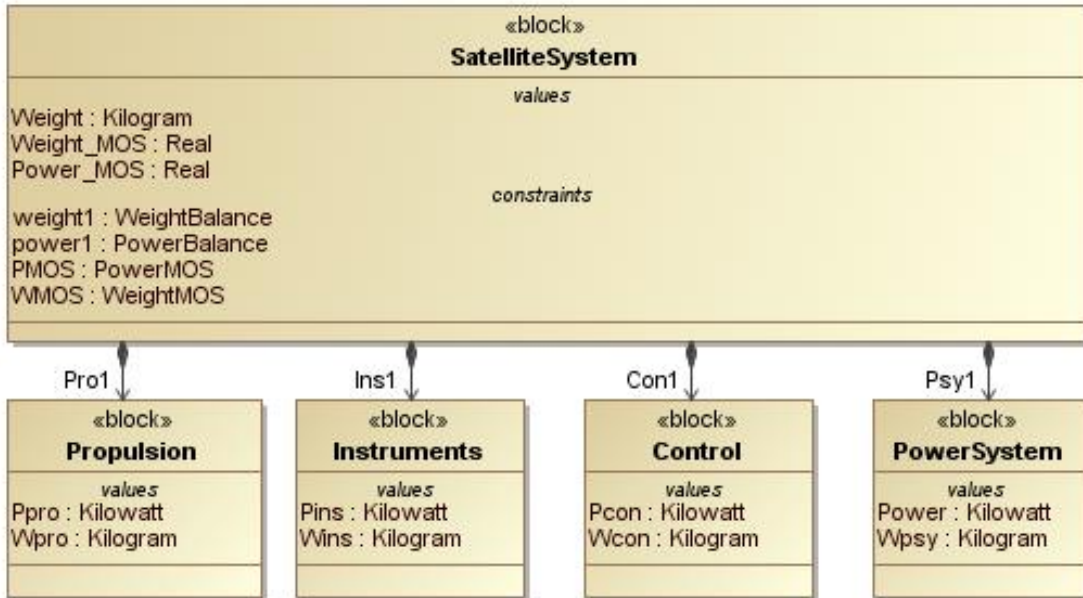 «block»
SatelliteSystem
values
Weight : Kilogram
Weight_MOS : Real
Power_MOS : Real
constraints
weight1 : WeightBalance
power1 : PowerBalance
PMOS : PowerMOS
WMOS : WeightMOS
Pro1
Ins1
Con1
Psy1
«block»
Propulsion
values
Ppro : Kilowatt
Wpro : Kilogram
«block»
Instruments
values
Pins : Kilowatt
Wins : Kilogram
«block»
Control
values
Pcon : Kilowatt
Wcon : Kilogram
«block»
PowerSystem
values
Power : Kilowatt
Wpsy : Kilogram